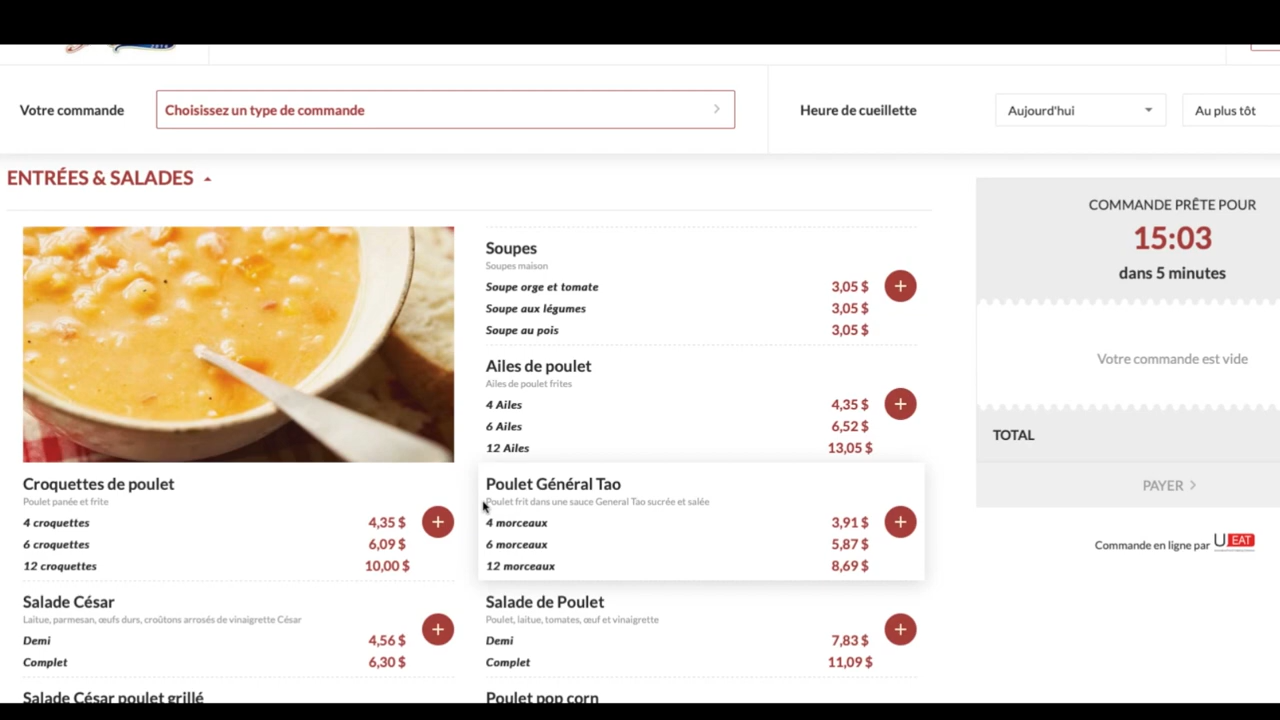 Votre commande
Choisissez un type de commande
Heure de cueillette
Aujourd'hui
Au plus tôt
ENTRÉES & SALADES
Soupes
Soupes maison
Soupe orge et tomate 3,05 $
Soupe aux légumes 3,05 $
Soupe au pois 3,05 $
Ailes de poulet
Ailes de poulet frites
4 Ailes 4,35 $
6 Ailes 6,52 $
12 Ailes 13,05 $
Croquettes de poulet
Poulet panée et frite
4 croquettes 4,35 $
6 croquettes 6,09 $
12 croquettes 10,00 $
Poulet Général Tao
Poulet frit dans une sauce General Tao sucrée et salée
4 morceaux 3,91 $
6 morceaux 5,87 $
12 morceaux 8,69 $
Salade César
Laitue, parmesan, œufs durs, croûtons arrosés de vinaigrette César
Demi 4,56 $
Complet 6,30 $
Salade de Poulet
Poulet, laitue, tomates, œuf et vinaigrette
Demi 7,83 $
Complet 11,09 $
Salade César poulet grillé
Poulet pop corn
COMMANDE PRÊTE POUR
15:03
dans 5 minutes
Votre commande est vide
TOTAL
PAYER
Commande en ligne par UEAT